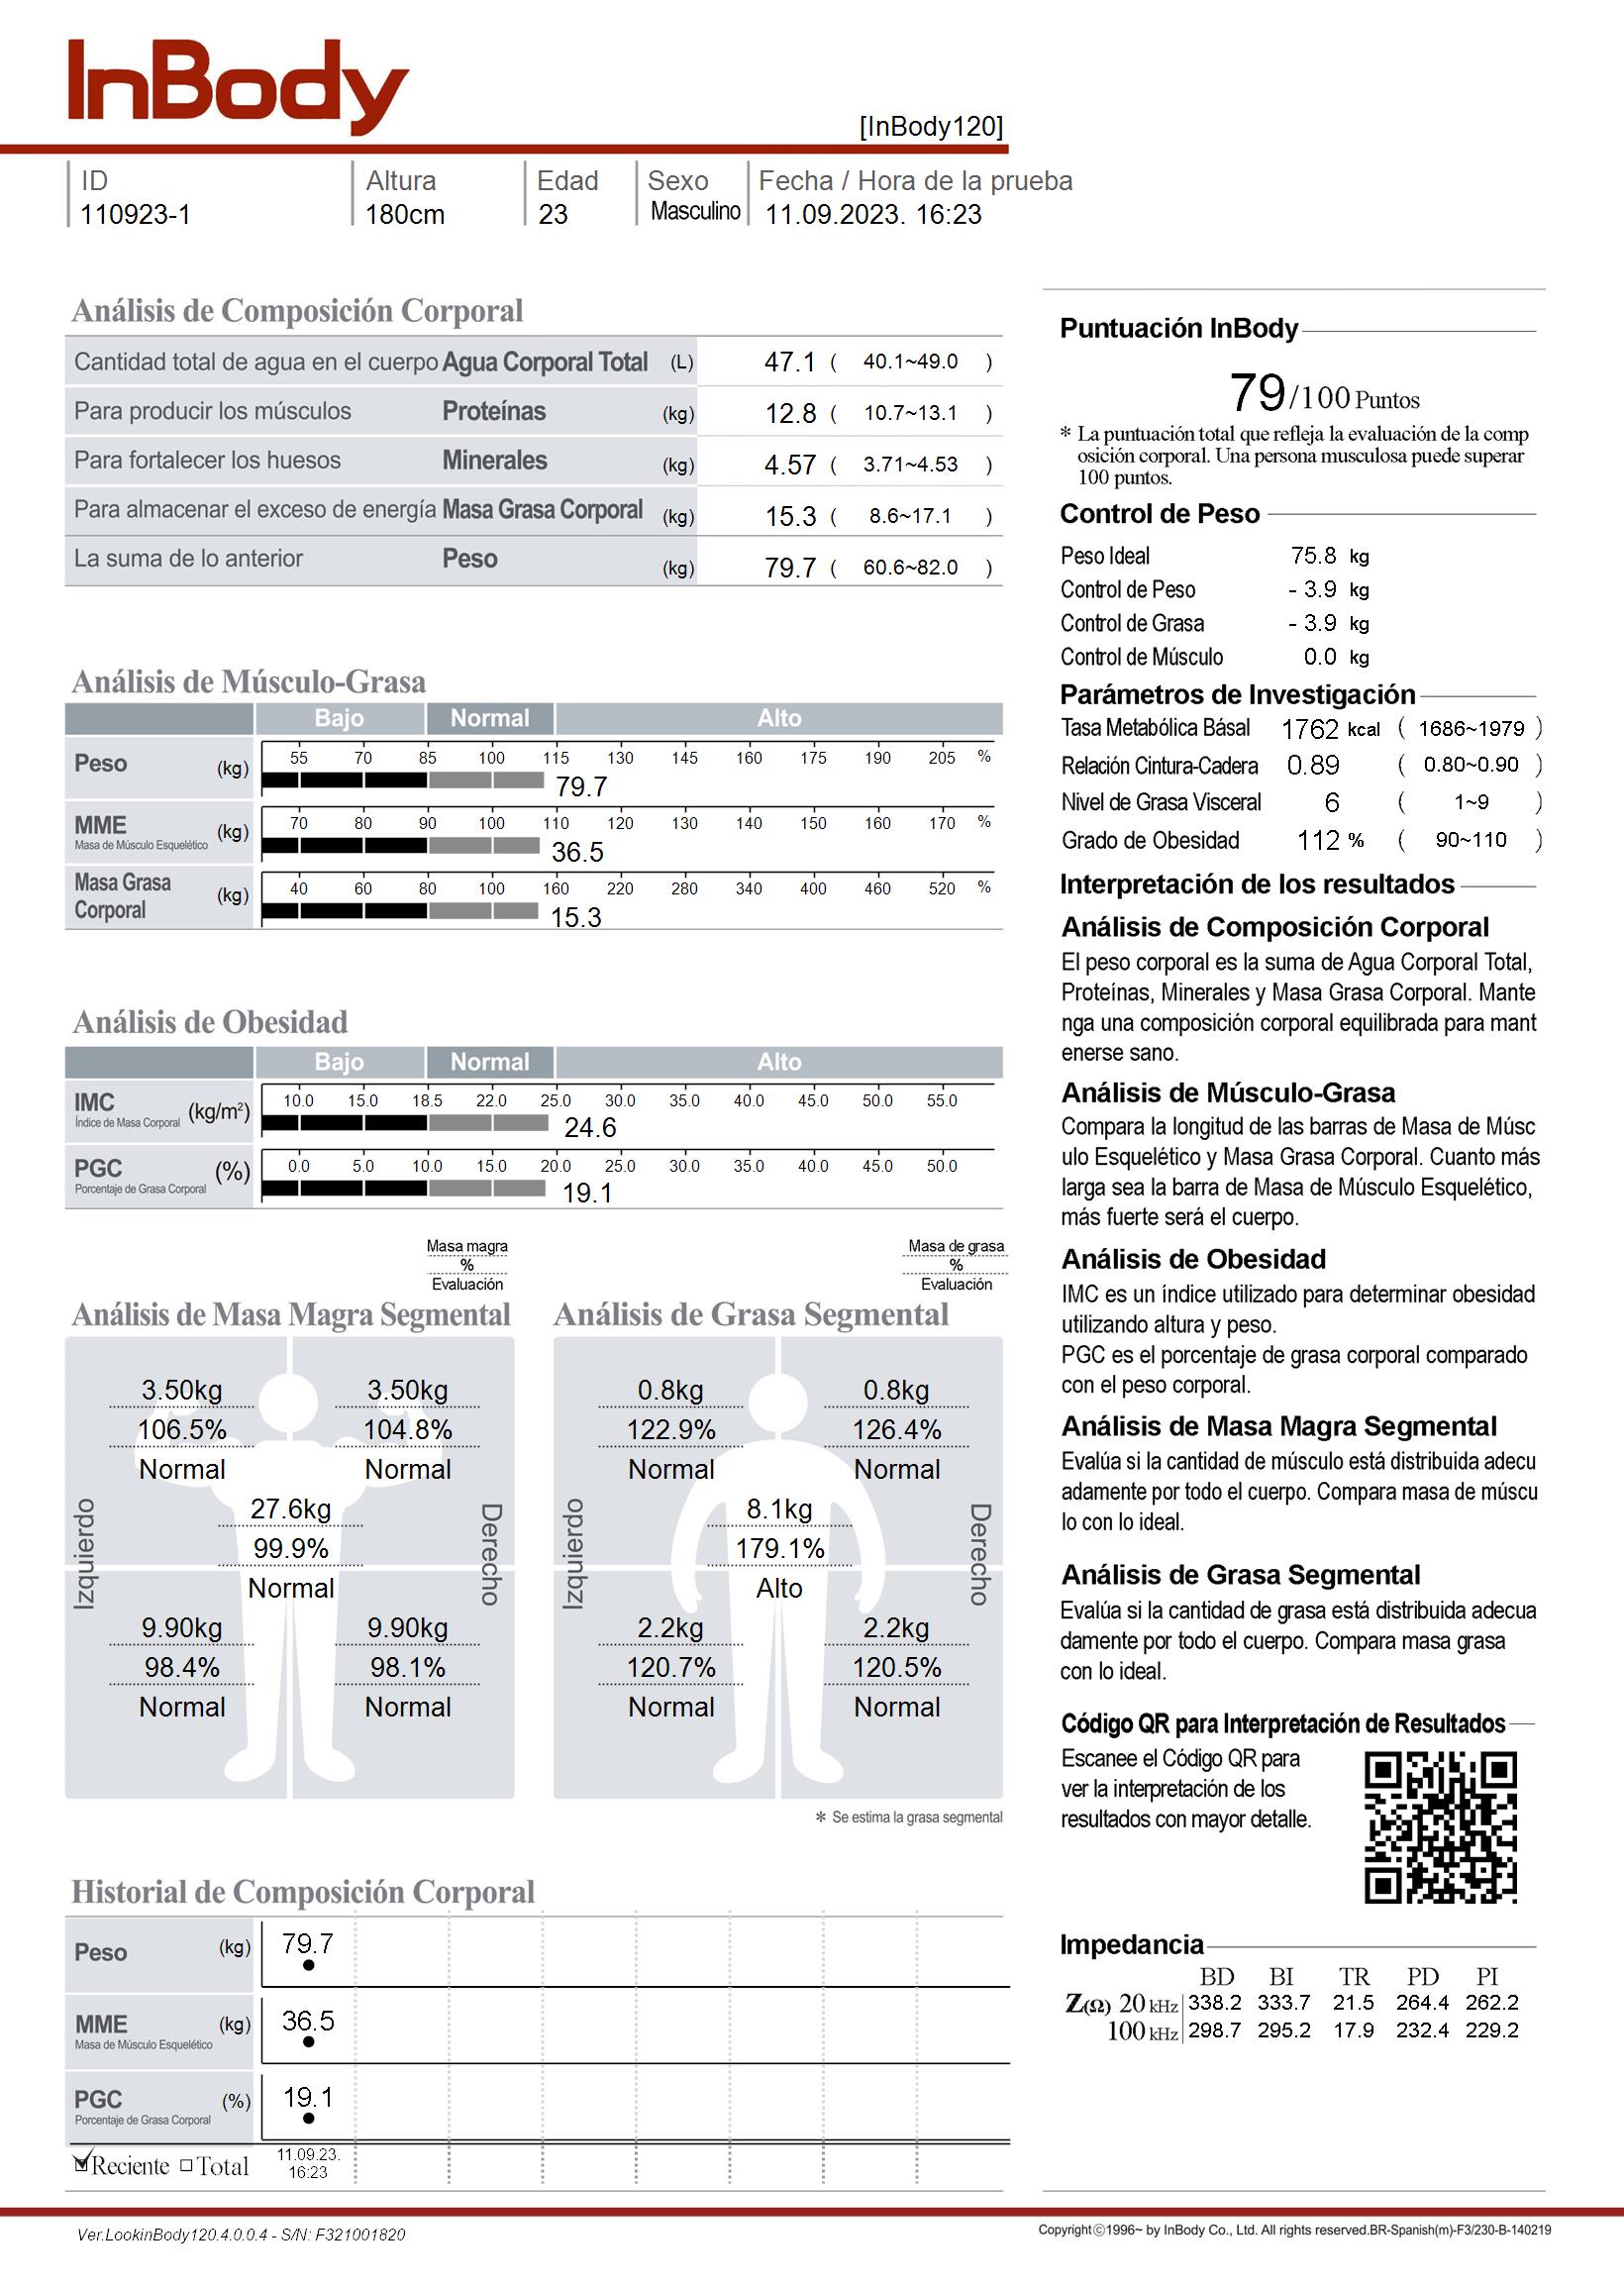 InBody
[InBody120]
ID Altura Edad Sexo Fecha / Hora de la prueba
110923-1 180cm 23 Masculino 11.09.2023. 16:23
Análisis de Composición Corporal
Cantidad total de agua en el cuerpo Agua Corporal Total (L) 47.1 ( 40.1~49.0 )
Para producir los músculos Proteínas (kg) 12.8 ( 10.7~13.1 )
Para fortalecer los huesos Minerales (kg) 4.57 ( 3.71~4.53 )
Para almacenar el exceso de energía Masa Grasa Corporal (kg) 15.3 ( 8.6~17.1 )
La suma de lo anterior Peso (kg) 79.7 ( 60.6~82.0 )
Análisis de Músculo-Grasa
Bajo Normal Alto
Peso (kg) 55 70 85 100 115 130 145 160 175 190 205 %
79.7
MME (kg) 70 80 90 100 110 120 130 140 150 160 170 %
Masa de Músculo Esquelético
36.5
Masa Grasa Corporal (kg) 40 60 80 100 160 220 280 340 400 460 520 %
15.3
Análisis de Obesidad
Bajo Normal Alto
IMC (kg/m²) 10.0 15.0 18.5 22.0 25.0 30.0 35.0 40.0 45.0 50.0 55.0
Índice de Masa Corporal
24.6
PGC (%) 0.0 5.0 10.0 15.0 20.0 25.0 30.0 35.0 40.0 45.0 50.0
Porcentaje de Grasa Corporal
19.1
Masa magra
%
Evaluación
Análisis de Masa Magra Segmental
3.50kg 3.50kg
106.5% 104.8%
Normal Normal
27.6kg
99.9%
Normal
Izquierdo Derecho
9.90kg 9.90kg
98.4% 98.1%
Normal Normal
Masa de grasa
%
Evaluación
Análisis de Grasa Segmental
0.8kg 0.8kg
122.9% 126.4%
Normal Normal
8.1kg
179.1%
Alto
Izquierdo Derecho
2.2kg 2.2kg
120.7% 120.5%
Normal Normal
* Se estima la grasa segmental
Historial de Composición Corporal
Peso (kg) 79.7
MME (kg) 36.5
Masa de Músculo Esquelético
PGC (%) 19.1
Porcentaje de Grasa Corporal
Reciente Total 11.09.23.
16:23
Puntuación InBody
79/100 Puntos
* La puntuación total que refleja la evaluación de la comp
osición corporal. Una persona musculosa puede superar
100 puntos.
Control de Peso
Peso Ideal 75.8 kg
Control de Peso - 3.9 kg
Control de Grasa - 3.9 kg
Control de Músculo 0.0 kg
Parámetros de Investigación
Tasa Metabólica Básal 1762 kcal ( 1686~1979 )
Relación Cintura-Cadera 0.89 ( 0.80~0.90 )
Nivel de Grasa Visceral 6 ( 1~9 )
Grado de Obesidad 112 % ( 90~110 )
Interpretación de los resultados
Análisis de Composición Corporal
El peso corporal es la suma de Agua Corporal Total,
Proteínas, Minerales y Masa Grasa Corporal. Mante
nga una composición corporal equilibrada para mant
enerse sano.
Análisis de Músculo-Grasa
Compara la longitud de las barras de Masa de Músc
ulo Esquelético y Masa Grasa Corporal. Cuanto más
larga sea la barra de Masa de Músculo Esquelético,
más fuerte será el cuerpo.
Análisis de Obesidad
IMC es un índice utilizado para determinar obesidad
utilizando altura y peso.
PGC es el porcentaje de grasa corporal comparado
con el peso corporal.
Análisis de Masa Magra Segmental
Evalúa si la cantidad de músculo está distribuida adecu
adamente por todo el cuerpo. Compara masa de múscu
lo con lo ideal.
Análisis de Grasa Segmental
Evalúa si la cantidad de grasa está distribuida adecua
damente por todo el cuerpo. Compara masa grasa
con lo ideal.
Código QR para Interpretación de Resultados
Escanee el Código QR para
ver la interpretación de los
resultados con mayor detalle.
Impedancia
BD BI TR PD PI
Z(Ω) 20 kHz 338.2 333.7 21.5 264.4 262.2
100 kHz 298.7 295.2 17.9 232.4 229.2
Ver.LookinBody120.4.0.0.4 - S/N: F321001820
Copyright©1996~ by InBody Co., Ltd. All rights reserved.BR-Spanish(m)-F3/230-B-140219